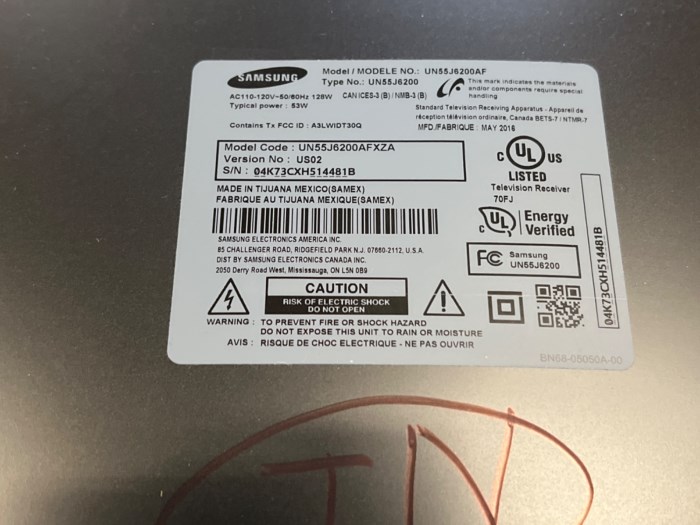 SAMSUNG
Model / MODELE NO.: UN55J6200AF
Type No.: UN55J6200
This mark indicates the materials
and/or components require special
handling
AC110-120V~50/60Hz 128W CAN ICES-3 (B) / NMB-3 (B)
Typical power : 53W
Standard Television Receiving Apparatus - Appareil de
réception télévision ordinaire, Canada BETS-7 / NTMR-7
Contains Tx FCC ID : A3LWIDT30Q
MFD./FABRIQUE : MAY 2016
Model Code : UN55J6200AFXZA
Version No : US02
S/N : 04K73CXH514481B
C UL US
LISTED
Television Receiver
70FJ
MADE IN TIJUANA MEXICO(SAMEX)
FABRIQUE AU TIJUANA MEXIQUE(SAMEX)
C UL Energy
Verified
SAMSUNG ELECTRONICS AMERICA INC.
85 CHALLENGER ROAD, RIDGEFIELD PARK N.J. 07660-2112, U.S.A.
DIST BY SAMSUNG ELECTRONICS CANADA INC.
2050 Derry Road West, Mississauga, ON L5N 0B9
FC Samsung
UN55J6200
04K73CXH514481B
CAUTION
RISK OF ELECTRIC SHOCK
DO NOT OPEN
WARNING : TO PREVENT FIRE OR SHOCK HAZARD
DO NOT EXPOSE THIS UNIT TO RAIN OR MOISTURE
AVIS : RISQUE DE CHOC ELECTRIQUE - NE PAS OUVRIR
BN68-05060A-00
IN